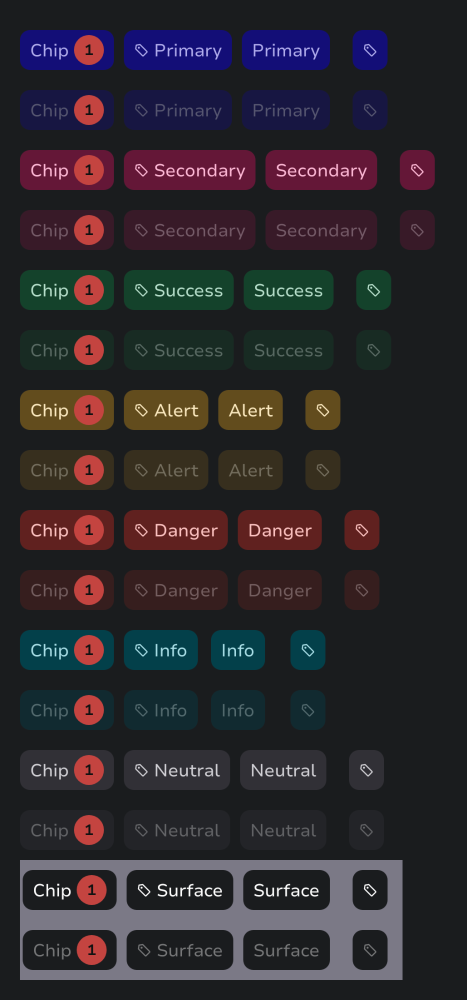 Chip 1 Primary Primary
Chip 1 Primary Primary
Chip 1 Secondary Secondary
Chip 1 Secondary Secondary
Chip 1 Success Success
Chip 1 Success Success
Chip 1 Alert Alert
Chip 1 Alert Alert
Chip 1 Danger Danger
Chip 1 Danger Danger
Chip 1 Info Info
Chip 1 Info Info
Chip 1 Neutral Neutral
Chip 1 Neutral Neutral
Chip 1 Surface Surface
Chip 1 Surface Surface